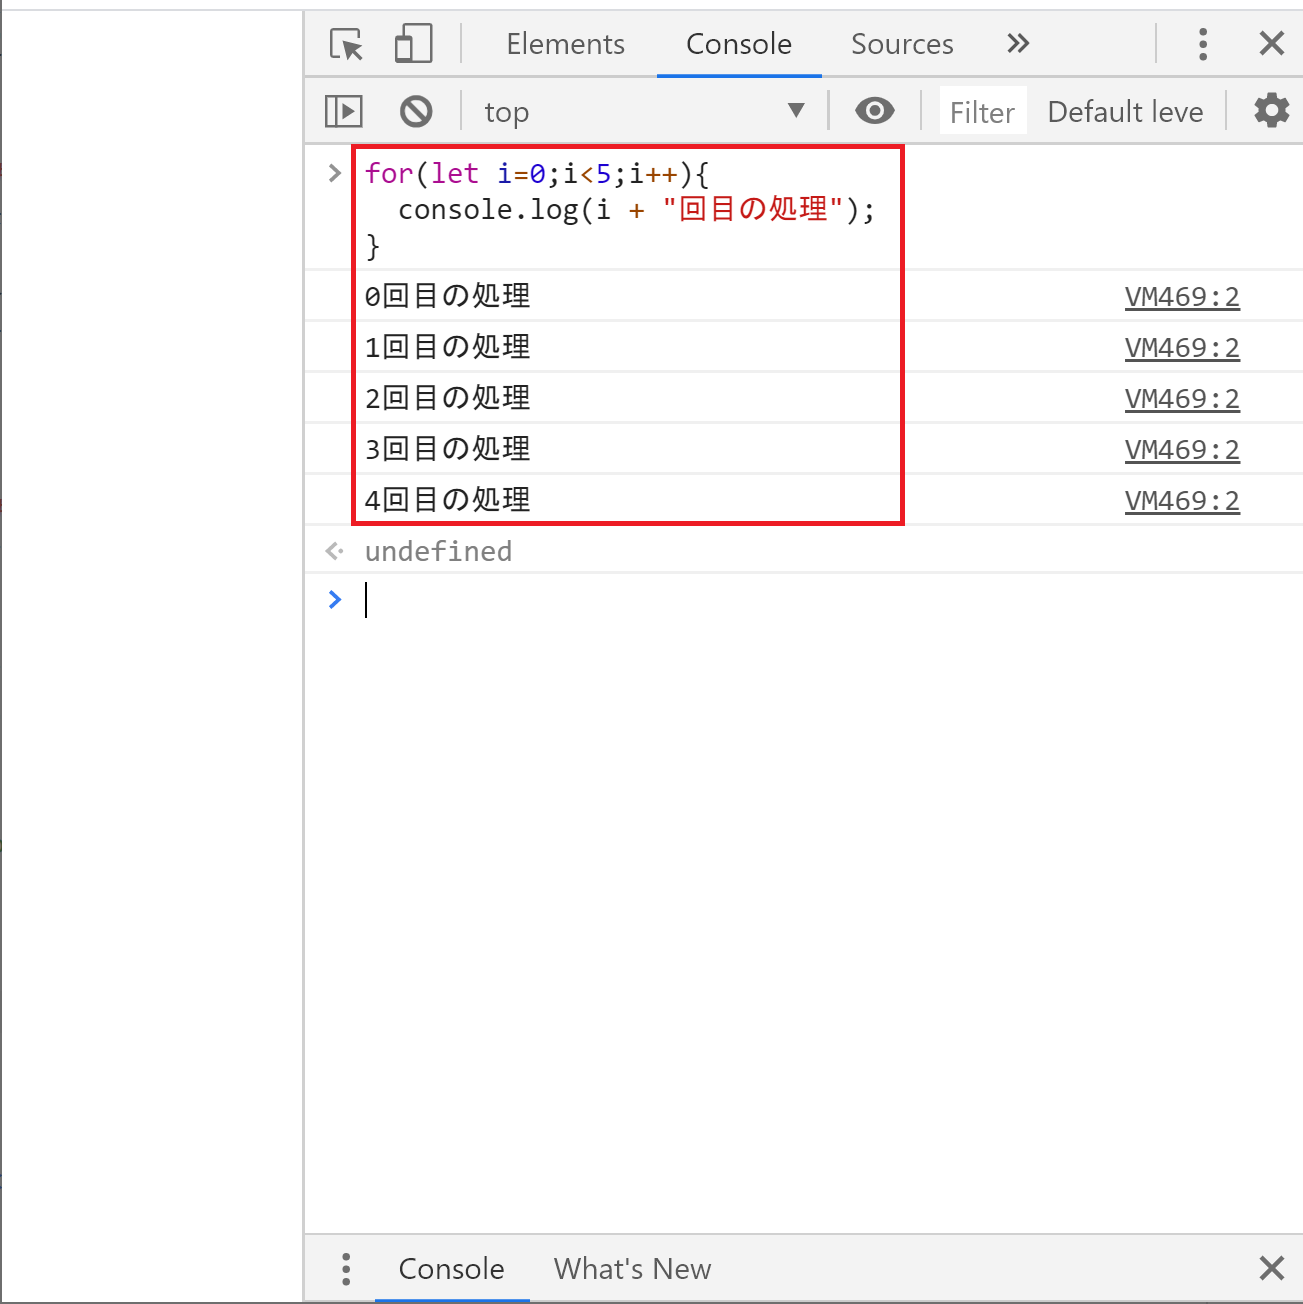 Elements Console Sources
top Filter Default leve
for(let i=0;i<5;i++){
  console.log(i + "回目の処理");
}
0回目の処理 VM469:2
1回目の処理 VM469:2
2回目の処理 VM469:2
3回目の処理 VM469:2
4回目の処理 VM469:2
undefined
Console What's New